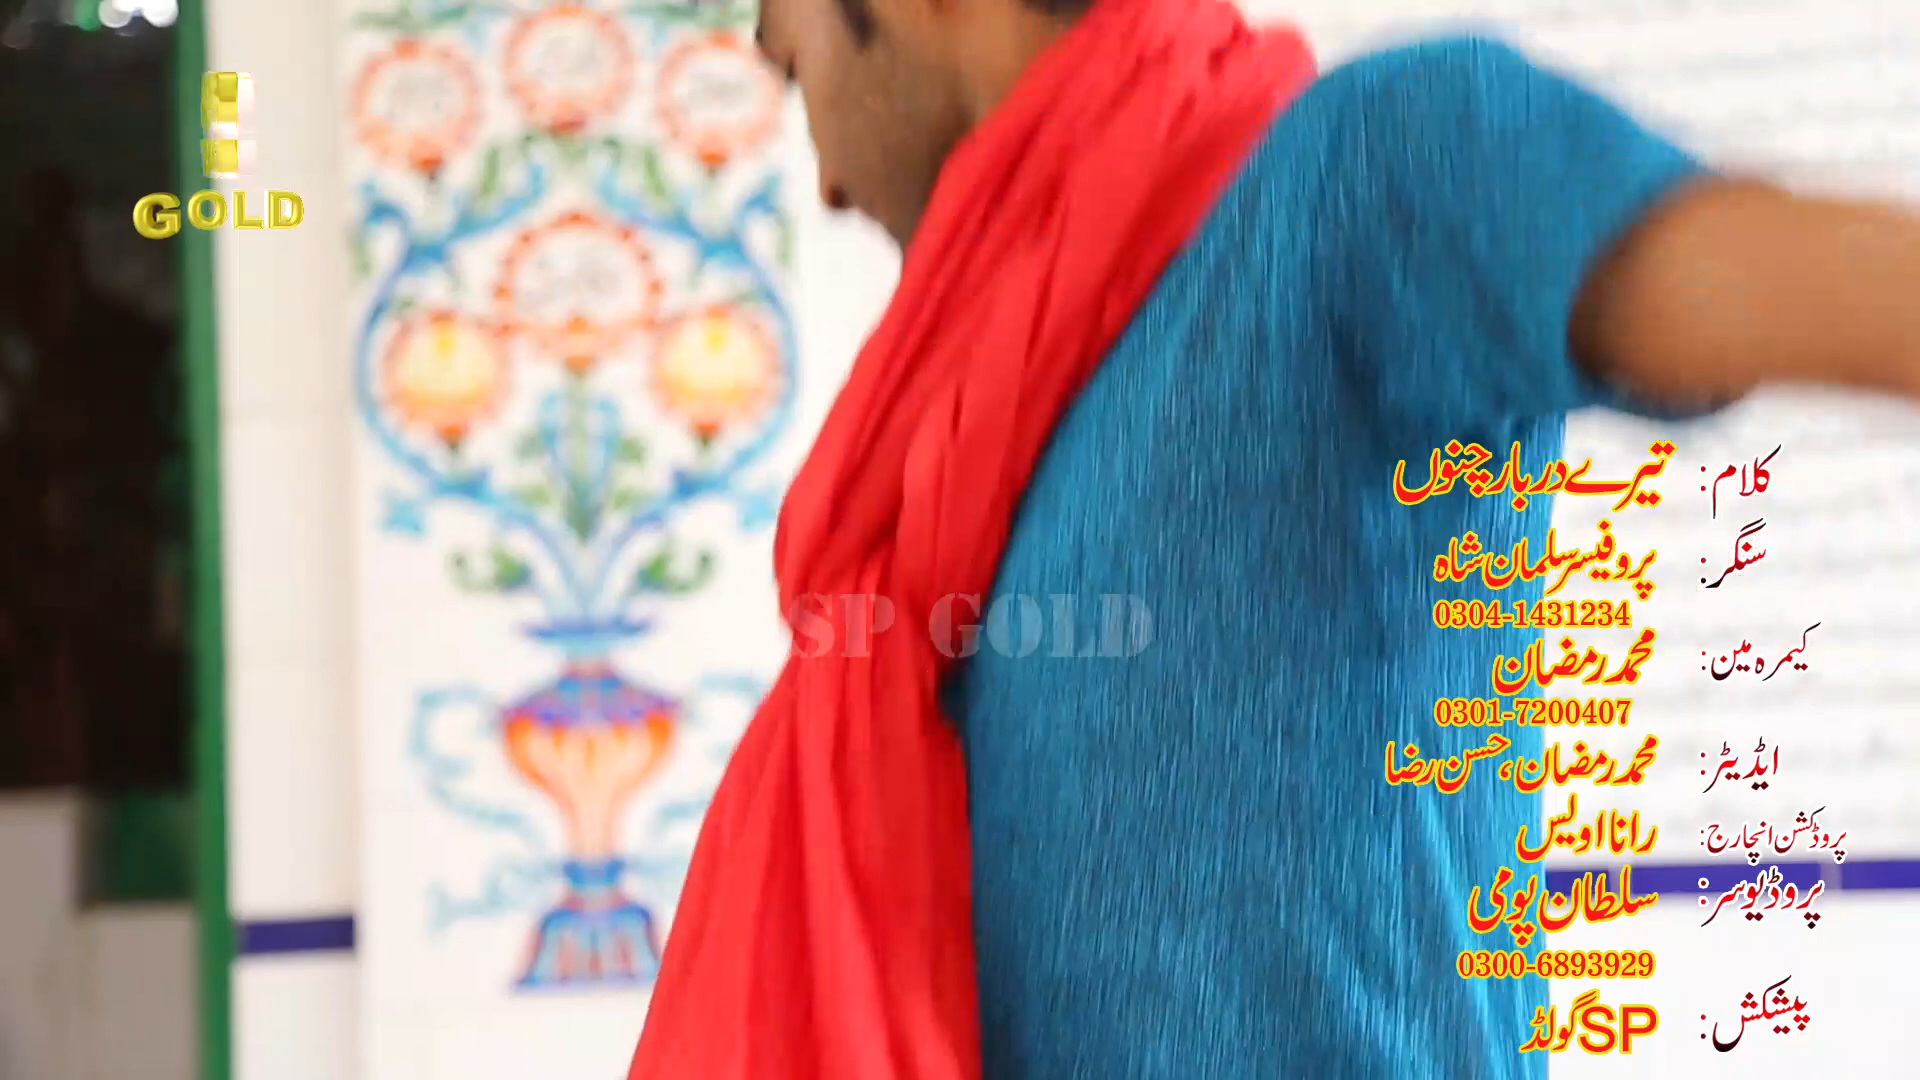 GOLD
SP GOLD
کلام: تیرے دربار چنوں
سنگر: پروفیسر سلمان شاہ
0304-1431234
کیمرہ مین: محمد رمضان
0301-7200407
ایڈیٹر: محمد رمضان، حسن رضا
پروڈکشن انچارج: رانا اویس
پروڈیوسر: سلطان پومی
0300-6893929
پیشکش: SP گولڈ